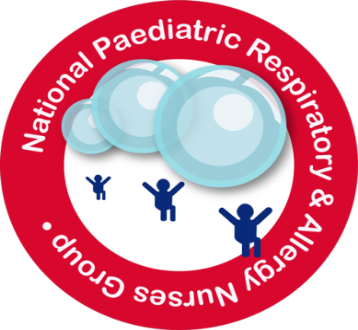 National Paediatric Respiratory & Allergy Nurses Group •